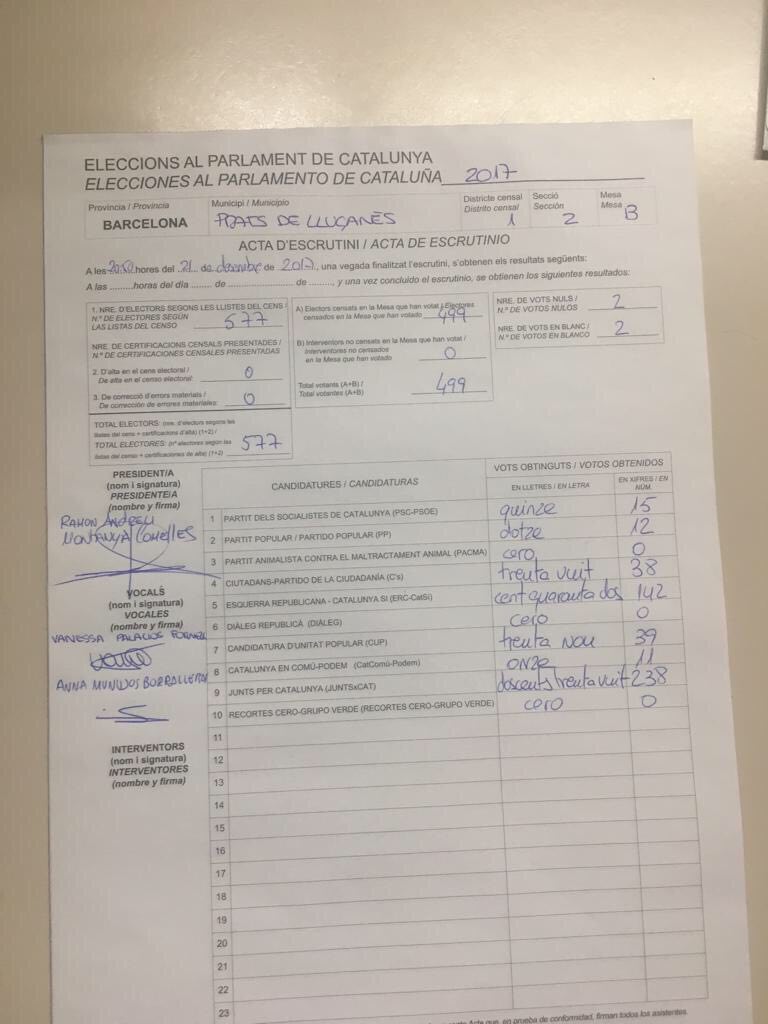 ELECCIONS AL PARLAMENT DE CATALUNYA
ELECCIONES AL PARLAMENTO DE CATALUÑA 2017
Província / Provincia
BARCELONA
Municipi / Municipio
PRATS DE LLUÇANÈS
Districte censal
Distrito censal
1
Secció
Sección
2
Mesa
Mesa
B
ACTA D'ESCRUTINI / ACTA DE ESCRUTINIO
A les hores del 21 de desembre de 2017, una vegada finalitzat l'escrutini, s'obtenen els resultats següents:
A las ......... horas del día ....... de ..................... de ..........., y una vez concluido el escrutinio, se obtienen los siguientes resultados:
1. NRE. D'ELECTORS SEGONS LES LLISTES DEL CENS /
N.º DE ELECTORES SEGÚN
LAS LISTAS DEL CENSO 577
NRE. DE CERTIFICACIONS CENSALS PRESENTADES /
N.º DE CERTIFICACIONES CENSALES PRESENTADAS
2. D'alta en el cens electoral /
De alta en el censo electoral: 0
3. De correcció d'errors materials /
De corrección de errores materiales: 0
TOTAL ELECTORS: (nre. d'electors segons les
llistes del cens + certificacions d'alta) (1+2) /
TOTAL ELECTORES: (nº electores según las
listas del censo + certificaciones de alta) (1+2) 577
A) Electors censats en la Mesa que han votat / Electores
censados en la Mesa que han votado 499
B) Interventors no censats en la Mesa que han votat /
Interventores no censados
en la Mesa que han votado 0
Total votants (A+B) /
Total votantes (A+B) 499
NRE. DE VOTS NULS /
N.º DE VOTOS NULOS 2
NRE. DE VOTS EN BLANC /
N.º DE VOTOS EN BLANCO 2
PRESIDENT/A
(nom i signatura)
PRESIDENTE/A
(nombre y firma)
RAMON ANDREU
MONTANYÀ COMELLES
VOCALS
(nom i signatura)
VOCALES
(nombre y firma)
VANESSA PALACIOS
ANNA
INTERVENTORS
(nom i signatura)
INTERVENTORES
(nombre y firma)
CANDIDATURES / CANDIDATURAS
VOTS OBTINGUTS / VOTOS OBTENIDOS
EN LLETRES / EN LETRA
EN XIFRES / EN NÚM.
1 PARTIT DELS SOCIALISTES DE CATALUNYA (PSC-PSOE) quinze 15
2 PARTIT POPULAR / PARTIDO POPULAR (PP) dotze 12
3 PARTIT ANIMALISTA CONTRA EL MALTRACTAMENT ANIMAL (PACMA) cero 0
4 CIUTADANS-PARTIDO DE LA CIUDADANÍA (C's) trenta vuit 38
5 ESQUERRA REPUBLICANA - CATALUNYA SÍ (ERC-CatSí) cent quaranta dos 142
6 DIÀLEG REPUBLICÀ (DIÀLEG) cero 0
7 CANDIDATURA D'UNITAT POPULAR (CUP) trenta nou 39
8 CATALUNYA EN COMÚ-PODEM (CatComú-Podem) onze 11
9 JUNTS PER CATALUNYA (JUNTSxCAT) doscents trenta vuit 238
10 RECORTES CERO-GRUPO VERDE (RECORTES CERO-GRUPO VERDE) cero 0
11
12
13
14
15
16
17
18
19
20
21
22
23
Acta que, en prueba de conformidad, firman todos los asistentes.